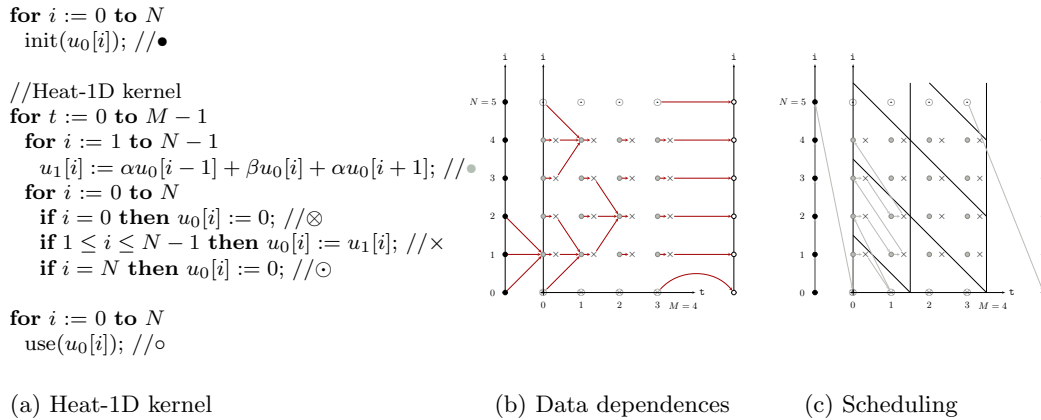 for i := 0 to N
init(u₀[i]); //●
//Heat-1D kernel
for t := 0 to M − 1
for i := 1 to N − 1
u₁[i] := αu₀[i − 1] + βu₀[i] + αu₀[i + 1]; //●
for i := 0 to N
if i = 0 then u₀[i] := 0; //⊗
if 1 ≤ i ≤ N − 1 then u₀[i] := u₁[i]; //×
if i = N then u₀[i] := 0; //⊙
for i := 0 to N
use(u₀[i]); //○
(a) Heat-1D kernel
i i i
N = 5
4
3
2
1
0
0 1 2 3 M = 4 t
(b) Data dependences
i i
N = 5
4
3
2
1
0
0 1 2 3 M = 4 t
(c) Scheduling